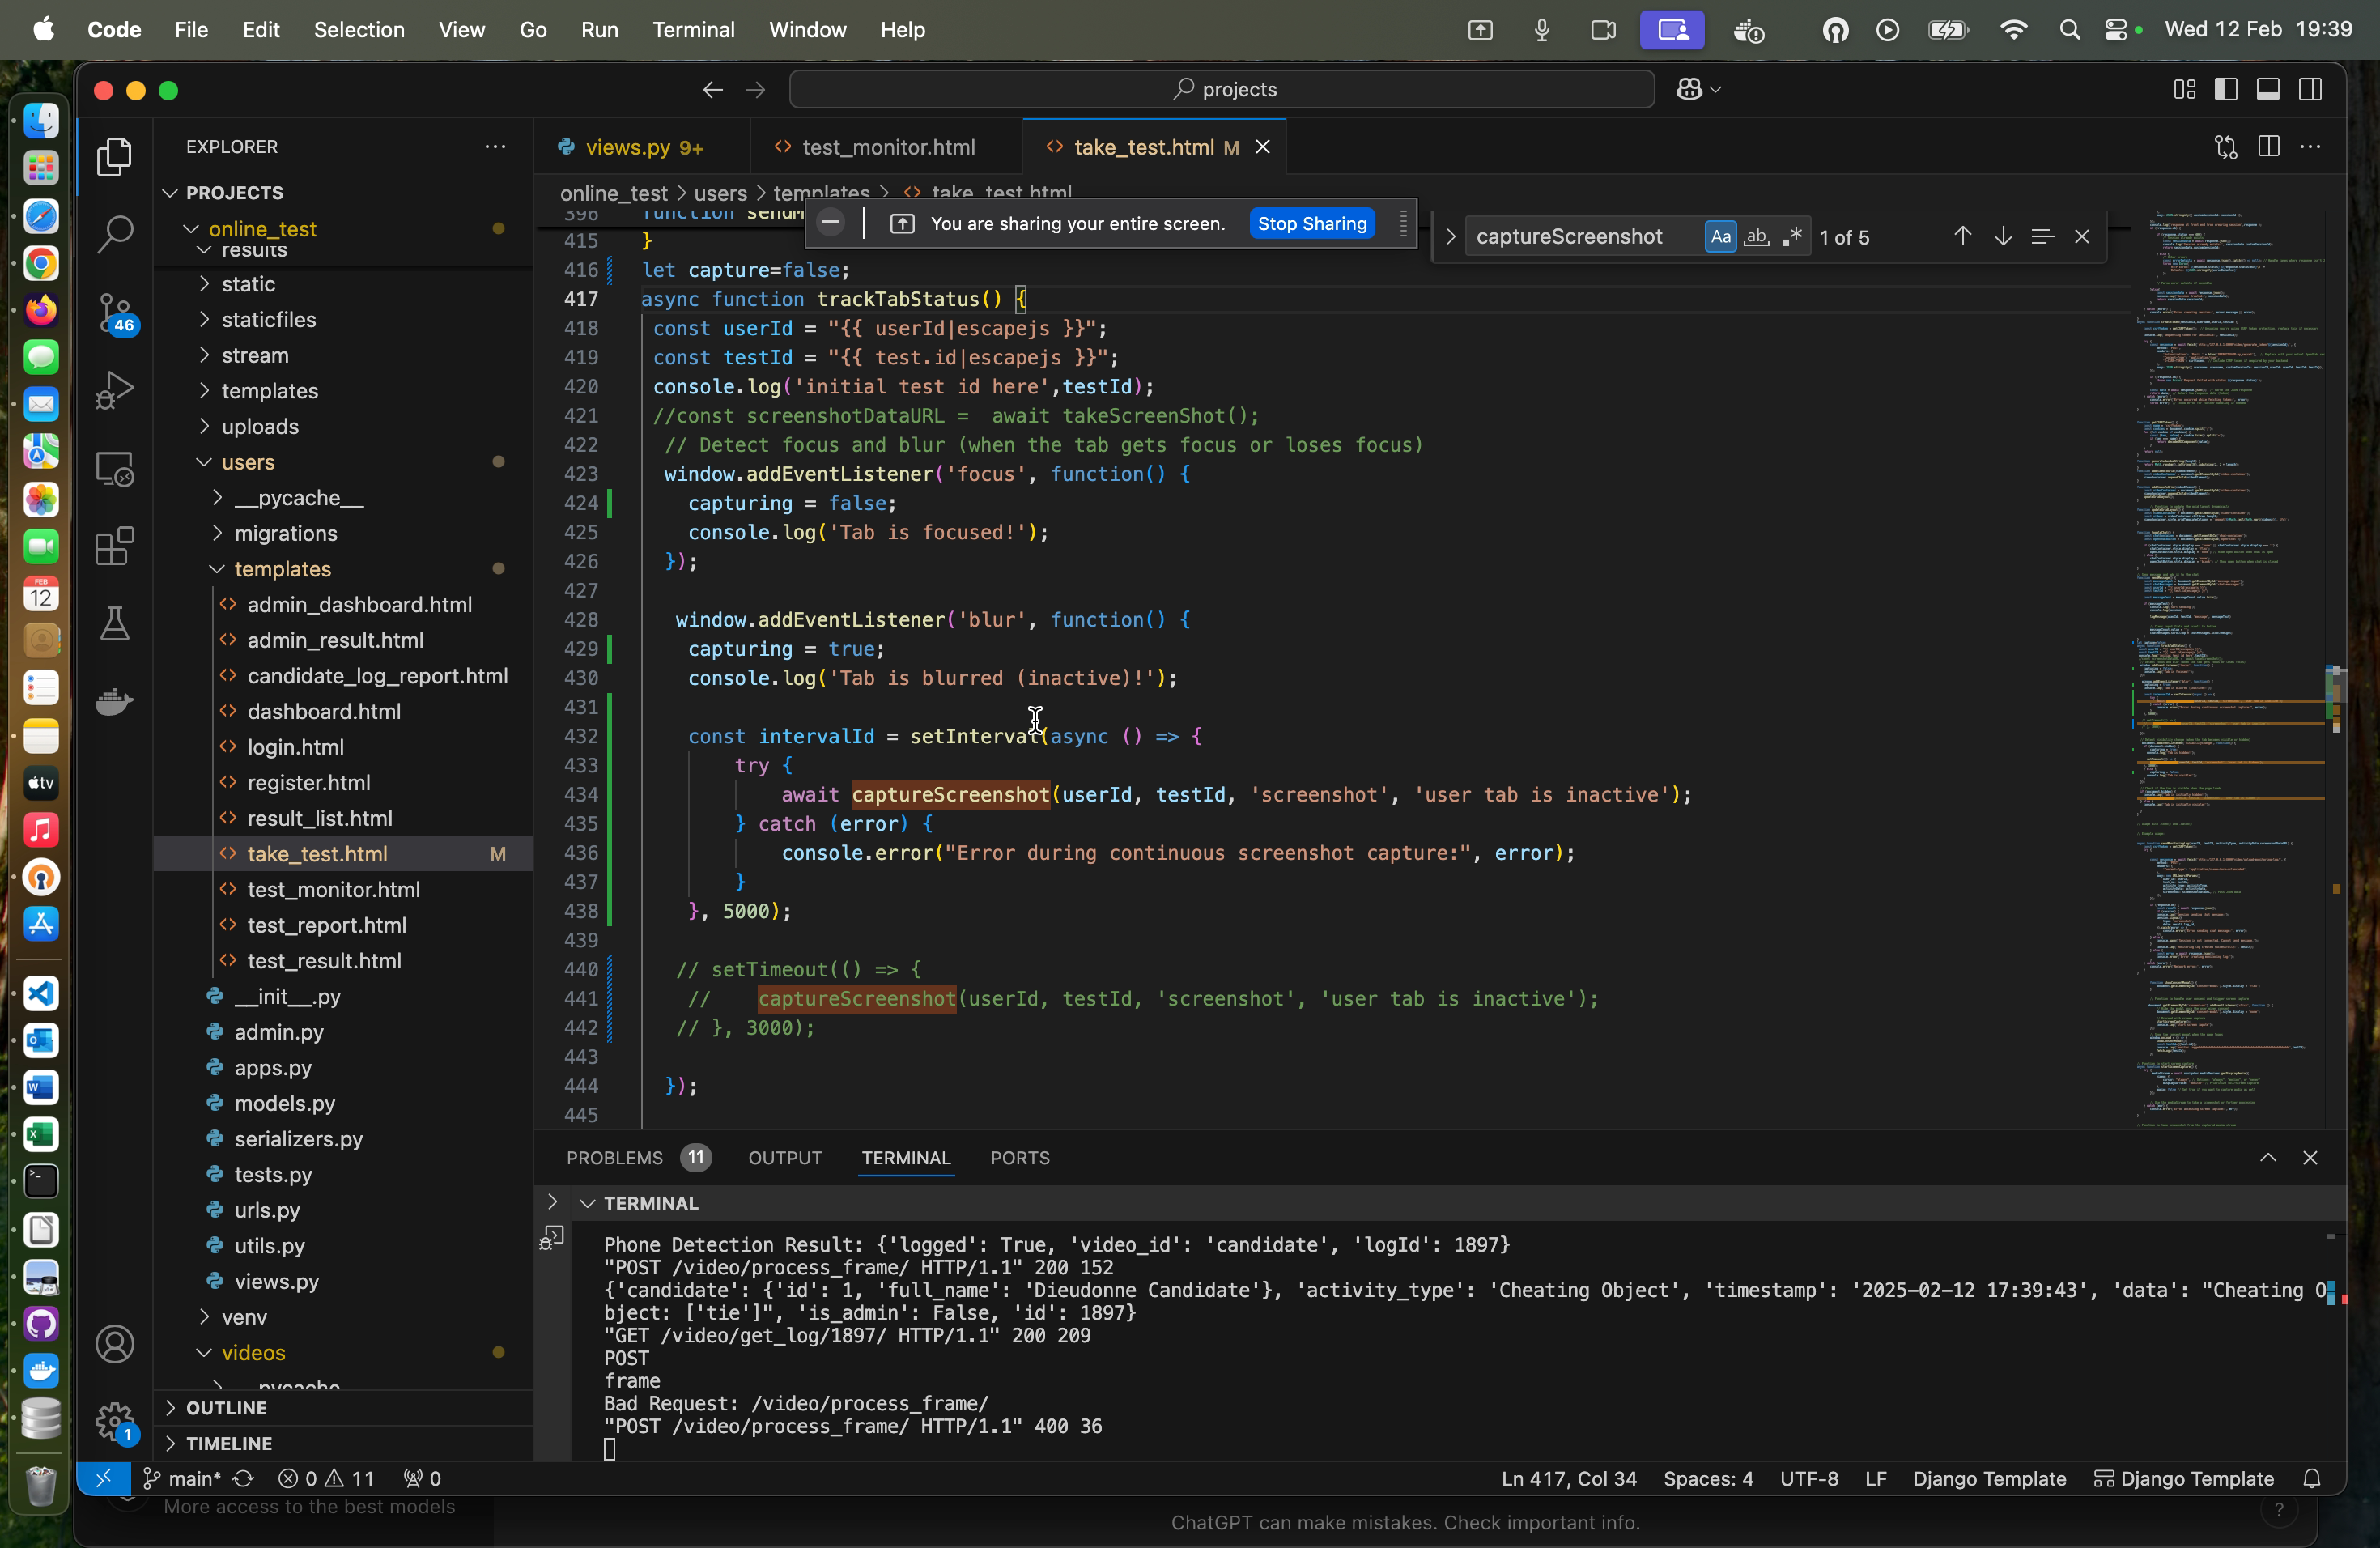 Code File Edit Selection View Go Run Terminal Window Help Wed 12 Feb 19:39
projects
EXPLORER
PROJECTS
online_test
results
static
staticfiles
stream
templates
uploads
users
__pycache__
migrations
templates
admin_dashboard.html
admin_result.html
candidate_log_report.html
dashboard.html
login.html
register.html
result_list.html
take_test.html M
test_monitor.html
test_report.html
test_result.html
__init__.py
admin.py
apps.py
models.py
serializers.py
tests.py
urls.py
utils.py
views.py
venv
videos
__pycache__
OUTLINE
TIMELINE
46
1
FEB
12
tv
views.py 9+ test_monitor.html take_test.html M
online_test > users > templates > take_test.html
You are sharing your entire screen. Stop Sharing
captureScreenshot Aa ab 1 of 5
396 function
415 }
416 let capture=false;
417 async function trackTabStatus() {
418 const userId = "{{ userId|escapejs }}";
419 const testId = "{{ test.id|escapejs }}";
420 console.log('initial test id here',testId);
421 //const screenshotDataURL =  await takeScreenShot();
422 // Detect focus and blur (when the tab gets focus or loses focus)
423 window.addEventListener('focus', function() {
424 capturing = false;
425 console.log('Tab is focused!');
426 });
427
428 window.addEventListener('blur', function() {
429 capturing = true;
430 console.log('Tab is blurred (inactive)!');
431
432 const intervalId = setInterval(async () => {
433 try {
434 await captureScreenshot(userId, testId, 'screenshot', 'user tab is inactive');
435 } catch (error) {
436 console.error("Error during continuous screenshot capture:", error);
437 }
438 }, 5000);
439
440 // setTimeout(() => {
441 //    captureScreenshot(userId, testId, 'screenshot', 'user tab is inactive');
442 // }, 3000);
443
444 });
445
PROBLEMS 11 OUTPUT TERMINAL PORTS
TERMINAL
Phone Detection Result: {'logged': True, 'video_id': 'candidate', 'logId': 1897}
"POST /video/process_frame/ HTTP/1.1" 200 152
{'candidate': {'id': 1, 'full_name': 'Dieudonne Candidate'}, 'activity_type': 'Cheating Object', 'timestamp': '2025-02-12 17:39:43', 'data': "Cheating O
bject: ['tie']", 'is_admin': False, 'id': 1897}
"GET /video/get_log/1897/ HTTP/1.1" 200 209
POST
frame
Bad Request: /video/process_frame/
"POST /video/process_frame/ HTTP/1.1" 400 36
main* 0 11 0 Ln 417, Col 34 Spaces: 4 UTF-8 LF Django Template Django Template
More access to the best models
ChatGPT can make mistakes. Check important info.
?